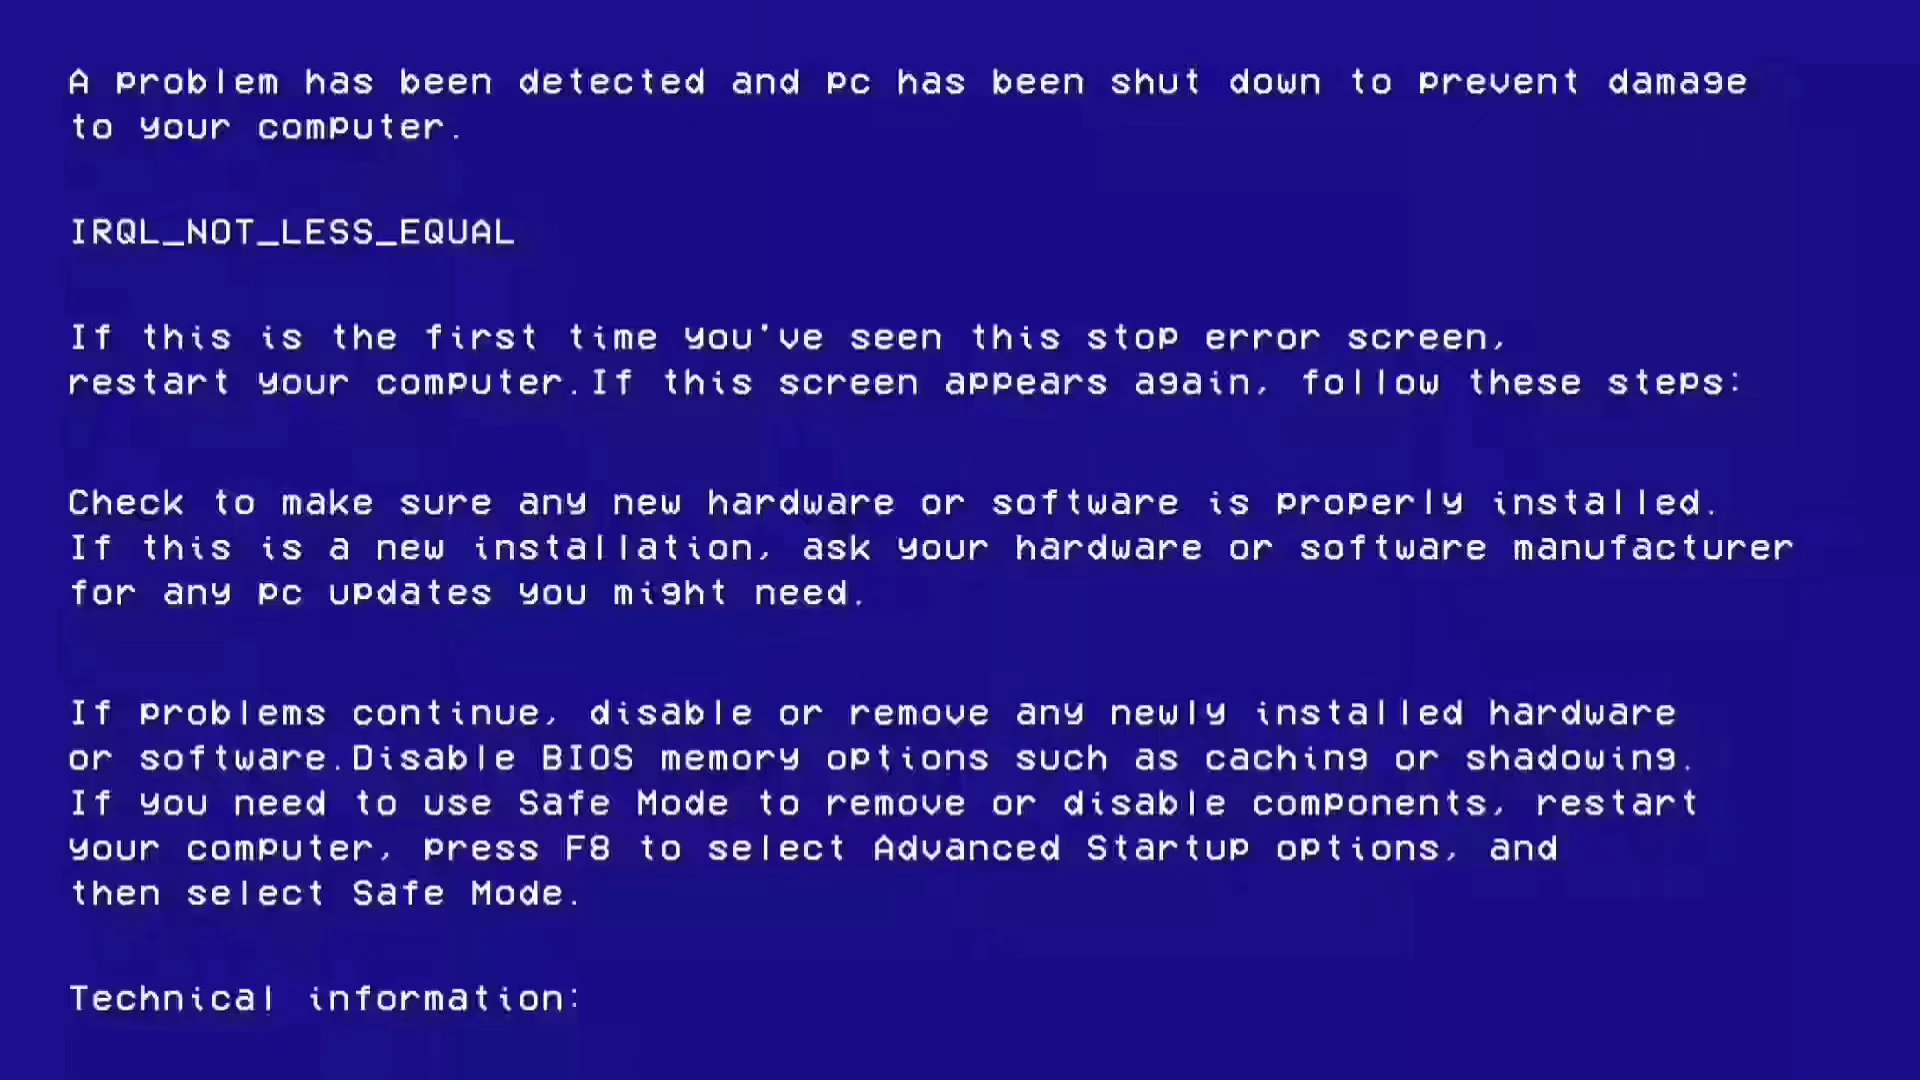 A problem has been detected and pc has been shut down to prevent damage
to your computer.
IRQL_NOT_LESS_EQUAL
If this is the first time you've seen this stop error screen,
restart your computer.If this screen appears again, follow these steps:
Check to make sure any new hardware or software is properly installed.
If this is a new installation, ask your hardware or software manufacturer
for any pc updates you might need.
If problems continue, disable or remove any newly installed hardware
or software.Disable BIOS memory options such as caching or shadowing.
If you need to use Safe Mode to remove or disable components, restart
your computer, press F8 to select Advanced Startup options, and
then select Safe Mode.
Technical information: